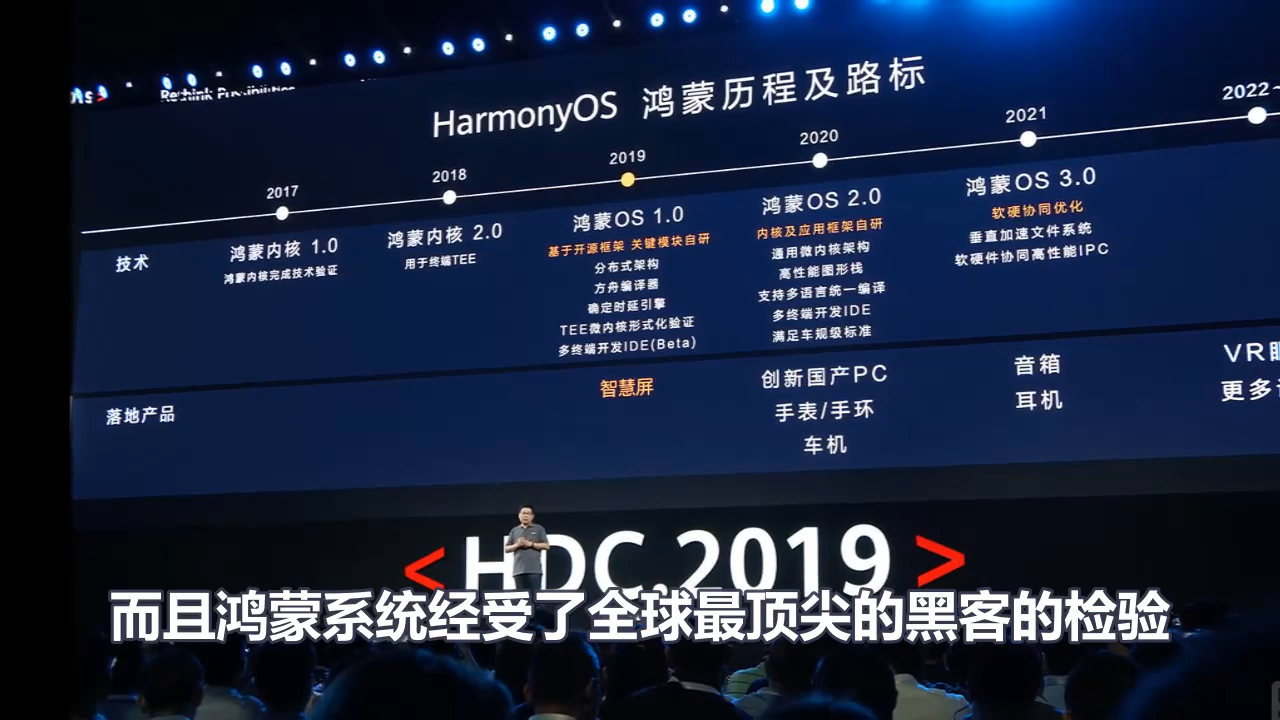 Rethink Possibilities
HarmonyOS 鸿蒙历程及路标
2017
2018
2019
2020
2021
2022~
技术
鸿蒙内核 1.0
鸿蒙内核完成技术验证
鸿蒙内核 2.0
用于终端TEE
鸿蒙OS 1.0
基于开源框架 关键模块自研
分布式架构
方舟编译器
确定时延引擎
TEE微内核形式化验证
多终端开发IDE(Beta)
鸿蒙OS 2.0
内核及应用框架自研
通用微内核架构
高性能图形栈
支持多语言统一编译
多终端开发IDE
满足车规级标准
鸿蒙OS 3.0
软硬协同优化
垂直加速文件系统
软硬件协同高性能IPC
落地产品
智慧屏
创新国产PC
手表/手环
车机
音箱
耳机
VR
更多
<HDC.2019>
而且鸿蒙系统经受了全球最顶尖的黑客的检验